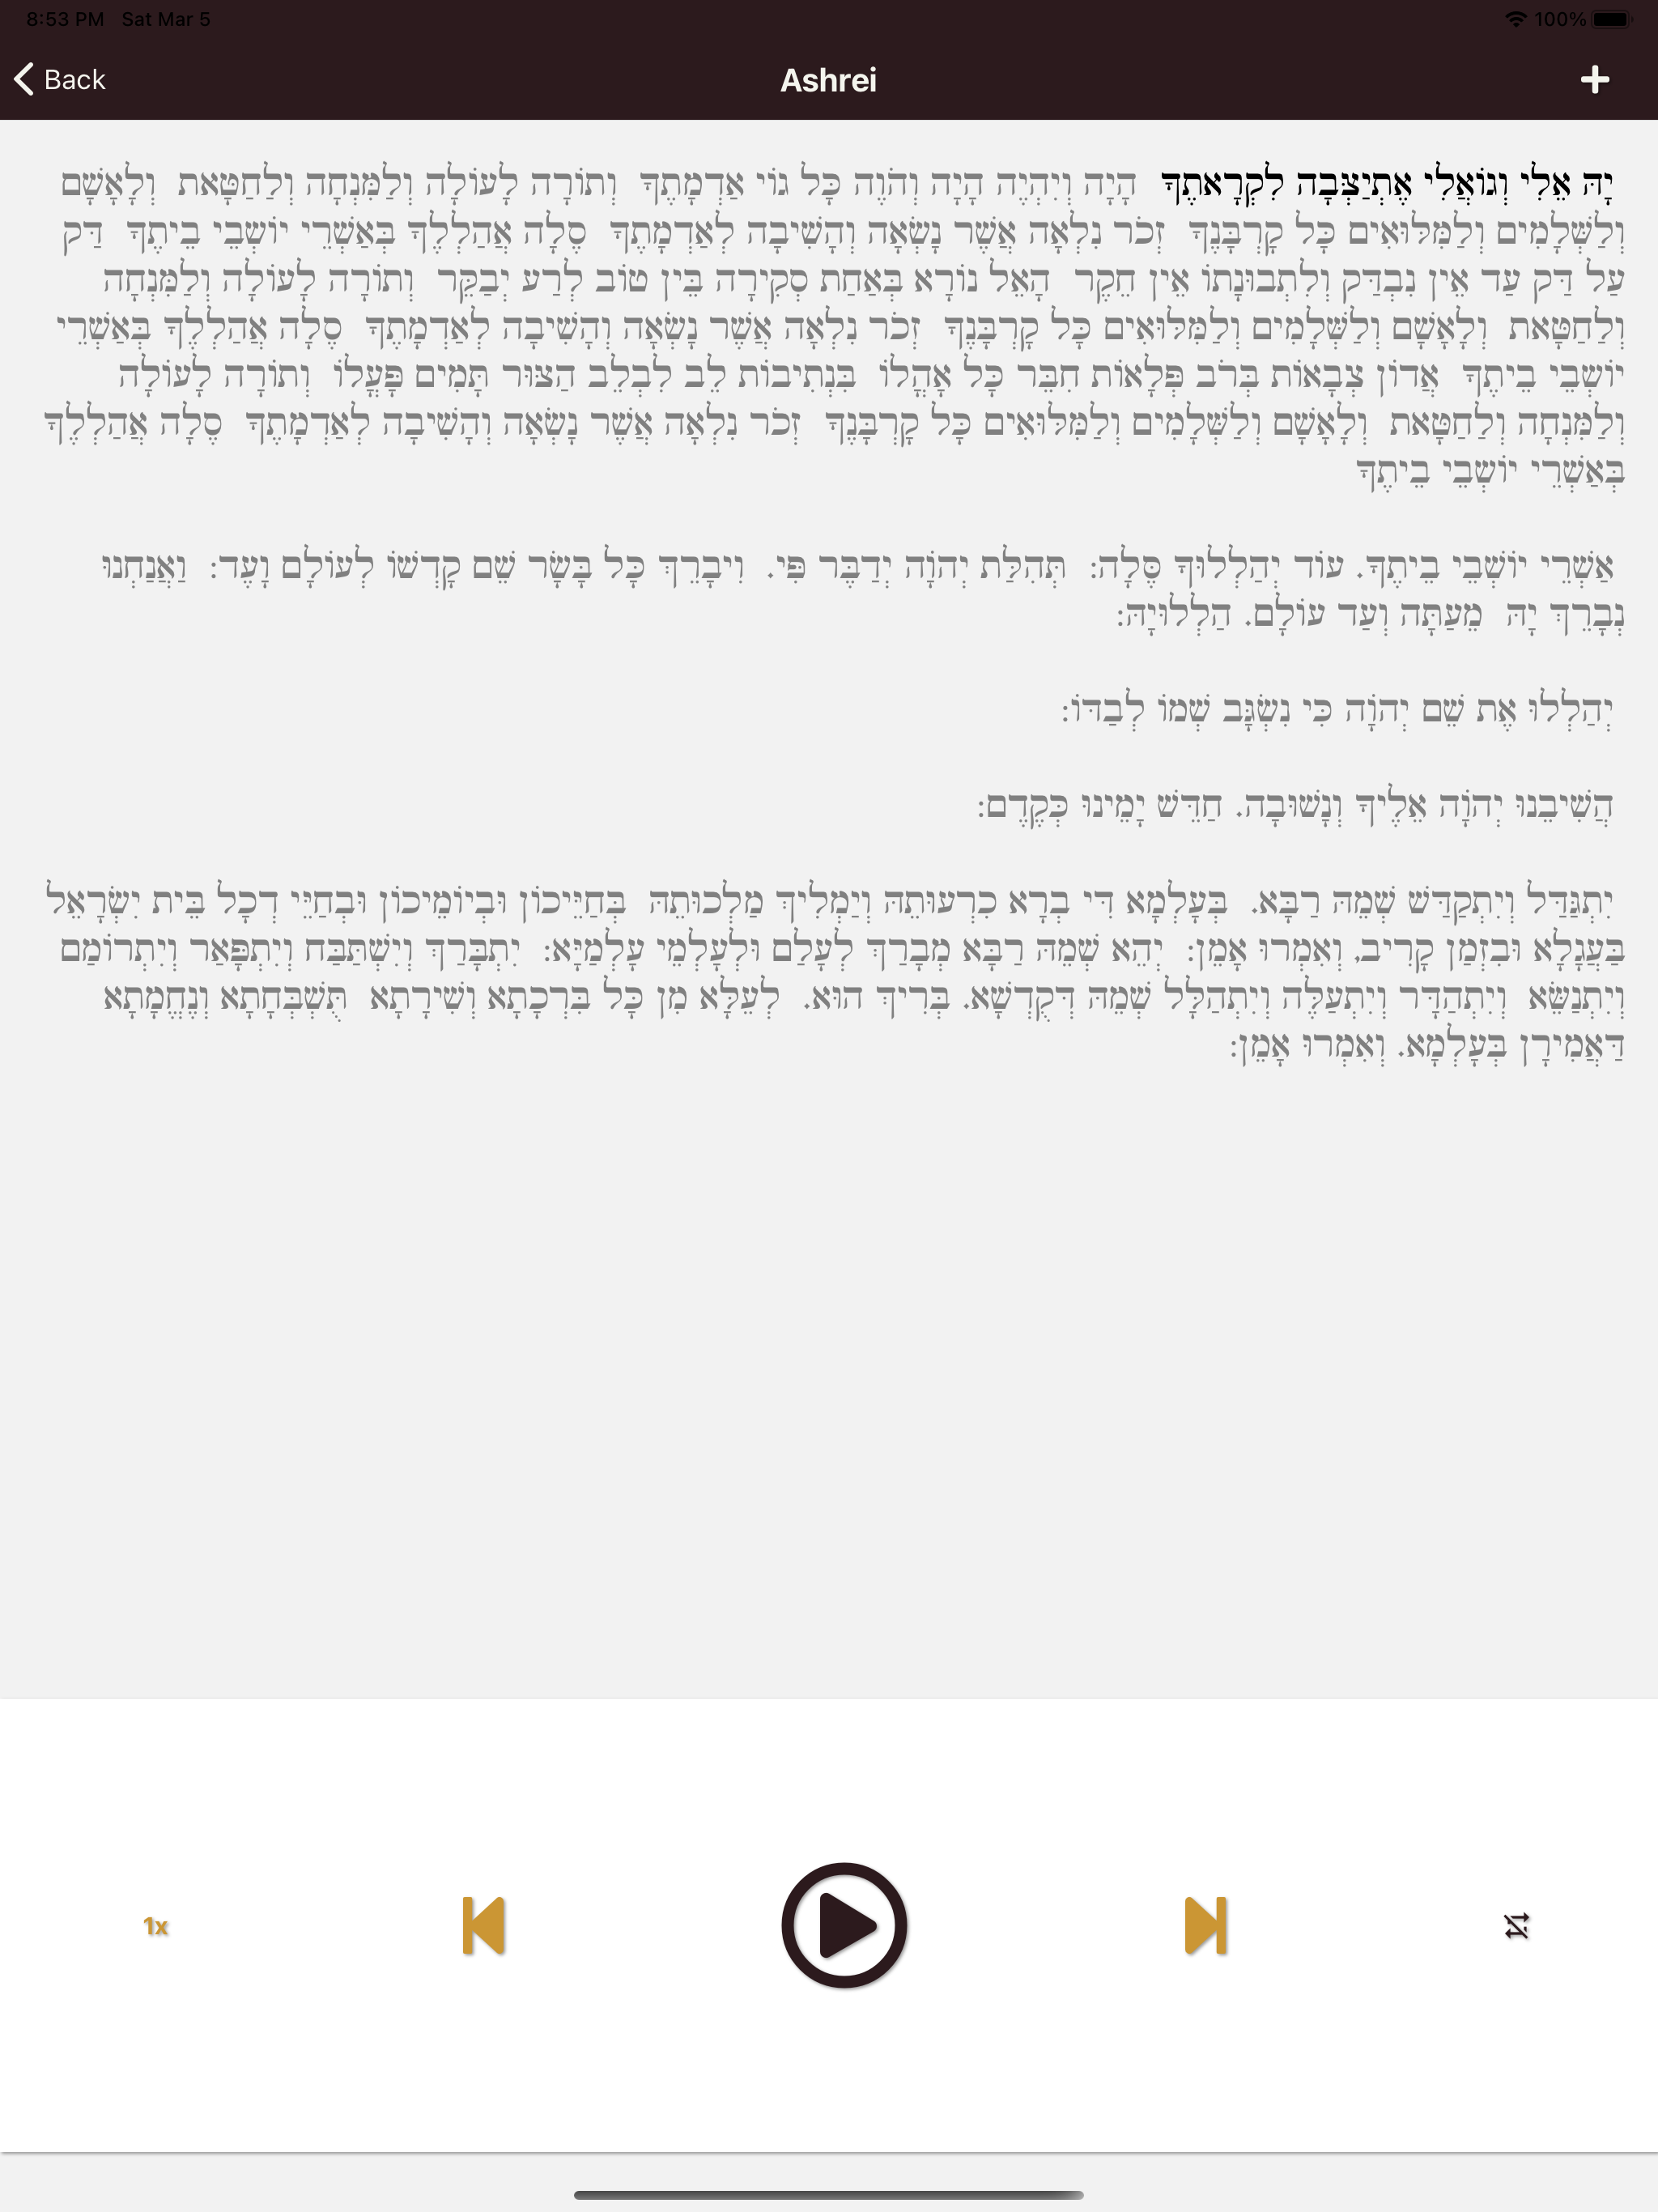 8:53 PM Sat Mar 5 100%
Back Ashrei
יָהּ אֵלִי וְגוֹאֲלִי אֶתְיַצְּבָה לִקְרָאתֶךָ הָיָה וְיִהְיֶה הָיָה וְהֹוֶה כָּל גּוֹי אַדְמָתֶךָ וְתוֹרָה לָעוֹלָה וְלַמִּנְחָה וְלַחַטָּאת וְלָאָשָׁם
וְלַשְּׁלָמִים וְלַמִּלּוּאִים כָּל קָרְבָּנֶךָ זְכֹר נִלְאָה אֲשֶׁר נָשְׂאָה וְהָשִׁיבָה לְאַדְמָתֶךָ סֶלָה אֲהַלְלֶךָּ בְּאַשְׁרֵי יוֹשְׁבֵי בֵיתֶךָ דַּק
עַל דַּק עַד אֵין נִבְדַּק וְלִתְבוּנָתוֹ אֵין חֵקֶר הָאֵל נוֹרָא בְּאַחַת סְקִירָה בֵּין טוֹב לְרַע יְבַקֵּר וְתוֹרָה לָעוֹלָה וְלַמִּנְחָה
וְלַחַטָּאת וְלָאָשָׁם וְלַשְּׁלָמִים וְלַמִּלּוּאִים כָּל קָרְבָּנֶךָ זְכֹר נִלְאָה אֲשֶׁר נָשְׂאָה וְהָשִׁיבָה לְאַדְמָתֶךָ סֶלָה אֲהַלְלֶךָּ בְּאַשְׁרֵי
יוֹשְׁבֵי בֵיתֶךָ אֲדוֹן צְבָאוֹת בְּרֹב פְּלָאוֹת חִבֵּר כָּל אָהֳלוֹ בִּנְתִיבוֹת לֵב לִבְלֵב הַצּוּר תָּמִים פָּעֳלוֹ וְתוֹרָה לָעוֹלָה
וְלַמִּנְחָה וְלַחַטָּאת וְלָאָשָׁם וְלַשְּׁלָמִים וְלַמִּלּוּאִים כָּל קָרְבָּנֶךָ זְכֹר נִלְאָה אֲשֶׁר נָשְׂאָה וְהָשִׁיבָה לְאַדְמָתֶךָ סֶלָה אֲהַלְלֶךָּ
בְּאַשְׁרֵי יוֹשְׁבֵי בֵיתֶךָ
אַשְׁרֵי יוֹשְׁבֵי בֵיתֶךָ. עוֹד יְהַלְלוּךָ סֶּלָה: תְּהִלַּת יְהוָֹה יְדַבֶּר פִּי. וִיבָרֵךְ כָּל בָּשָׂר שֵׁם קָדְשׁוֹ לְעוֹלָם וָעֶד: וַאֲנַחְנוּ
נְבָרֵךְ יָהּ מֵעַתָּה וְעַד עוֹלָם. הַלְלוּיָהּ:
יְהַלְלוּ אֶת שֵׁם יְהוָֹה כִּי נִשְׂגָּב שְׁמוֹ לְבַדּוֹ:
הֲשִׁיבֵנוּ יְהוָֹה אֵלֶיךָ וְנָשׁוּבָה. חַדֵּשׁ יָמֵינוּ כְּקֶדֶם:
יִתְגַּדַּל וְיִתְקַדַּשׁ שְׁמֵהּ רַבָּא. בְּעָלְמָא דִּי בְרָא כִרְעוּתֵהּ וְיַמְלִיךְ מַלְכוּתֵהּ בְּחַיֵּיכוֹן וּבְיוֹמֵיכוֹן וּבְחַיֵּי דְכָל בֵּית יִשְׂרָאֵל
בַּעֲגָלָא וּבִזְמַן קָרִיב, וְאִמְרוּ אָמֵן: יְהֵא שְׁמֵהּ רַבָּא מְבָרַךְ לְעָלַם וּלְעָלְמֵי עָלְמַיָּא: יִתְבָּרַךְ וְיִשְׁתַּבַּח וְיִתְפָּאַר וְיִתְרוֹמַם
וְיִתְנַשֵּׂא וְיִתְהַדָּר וְיִתְעַלֶּה וְיִתְהַלָּל שְׁמֵהּ דְּקֻדְשָׁא. בְּרִיךְ הוּא. לְעֵלָּא מִן כָּל בִּרְכָתָא וְשִׁירָתָא תֻּשְׁבְּחָתָא וְנֶחֱמָתָא
דַּאֲמִירָן בְּעָלְמָא. וְאִמְרוּ אָמֵן:
1x